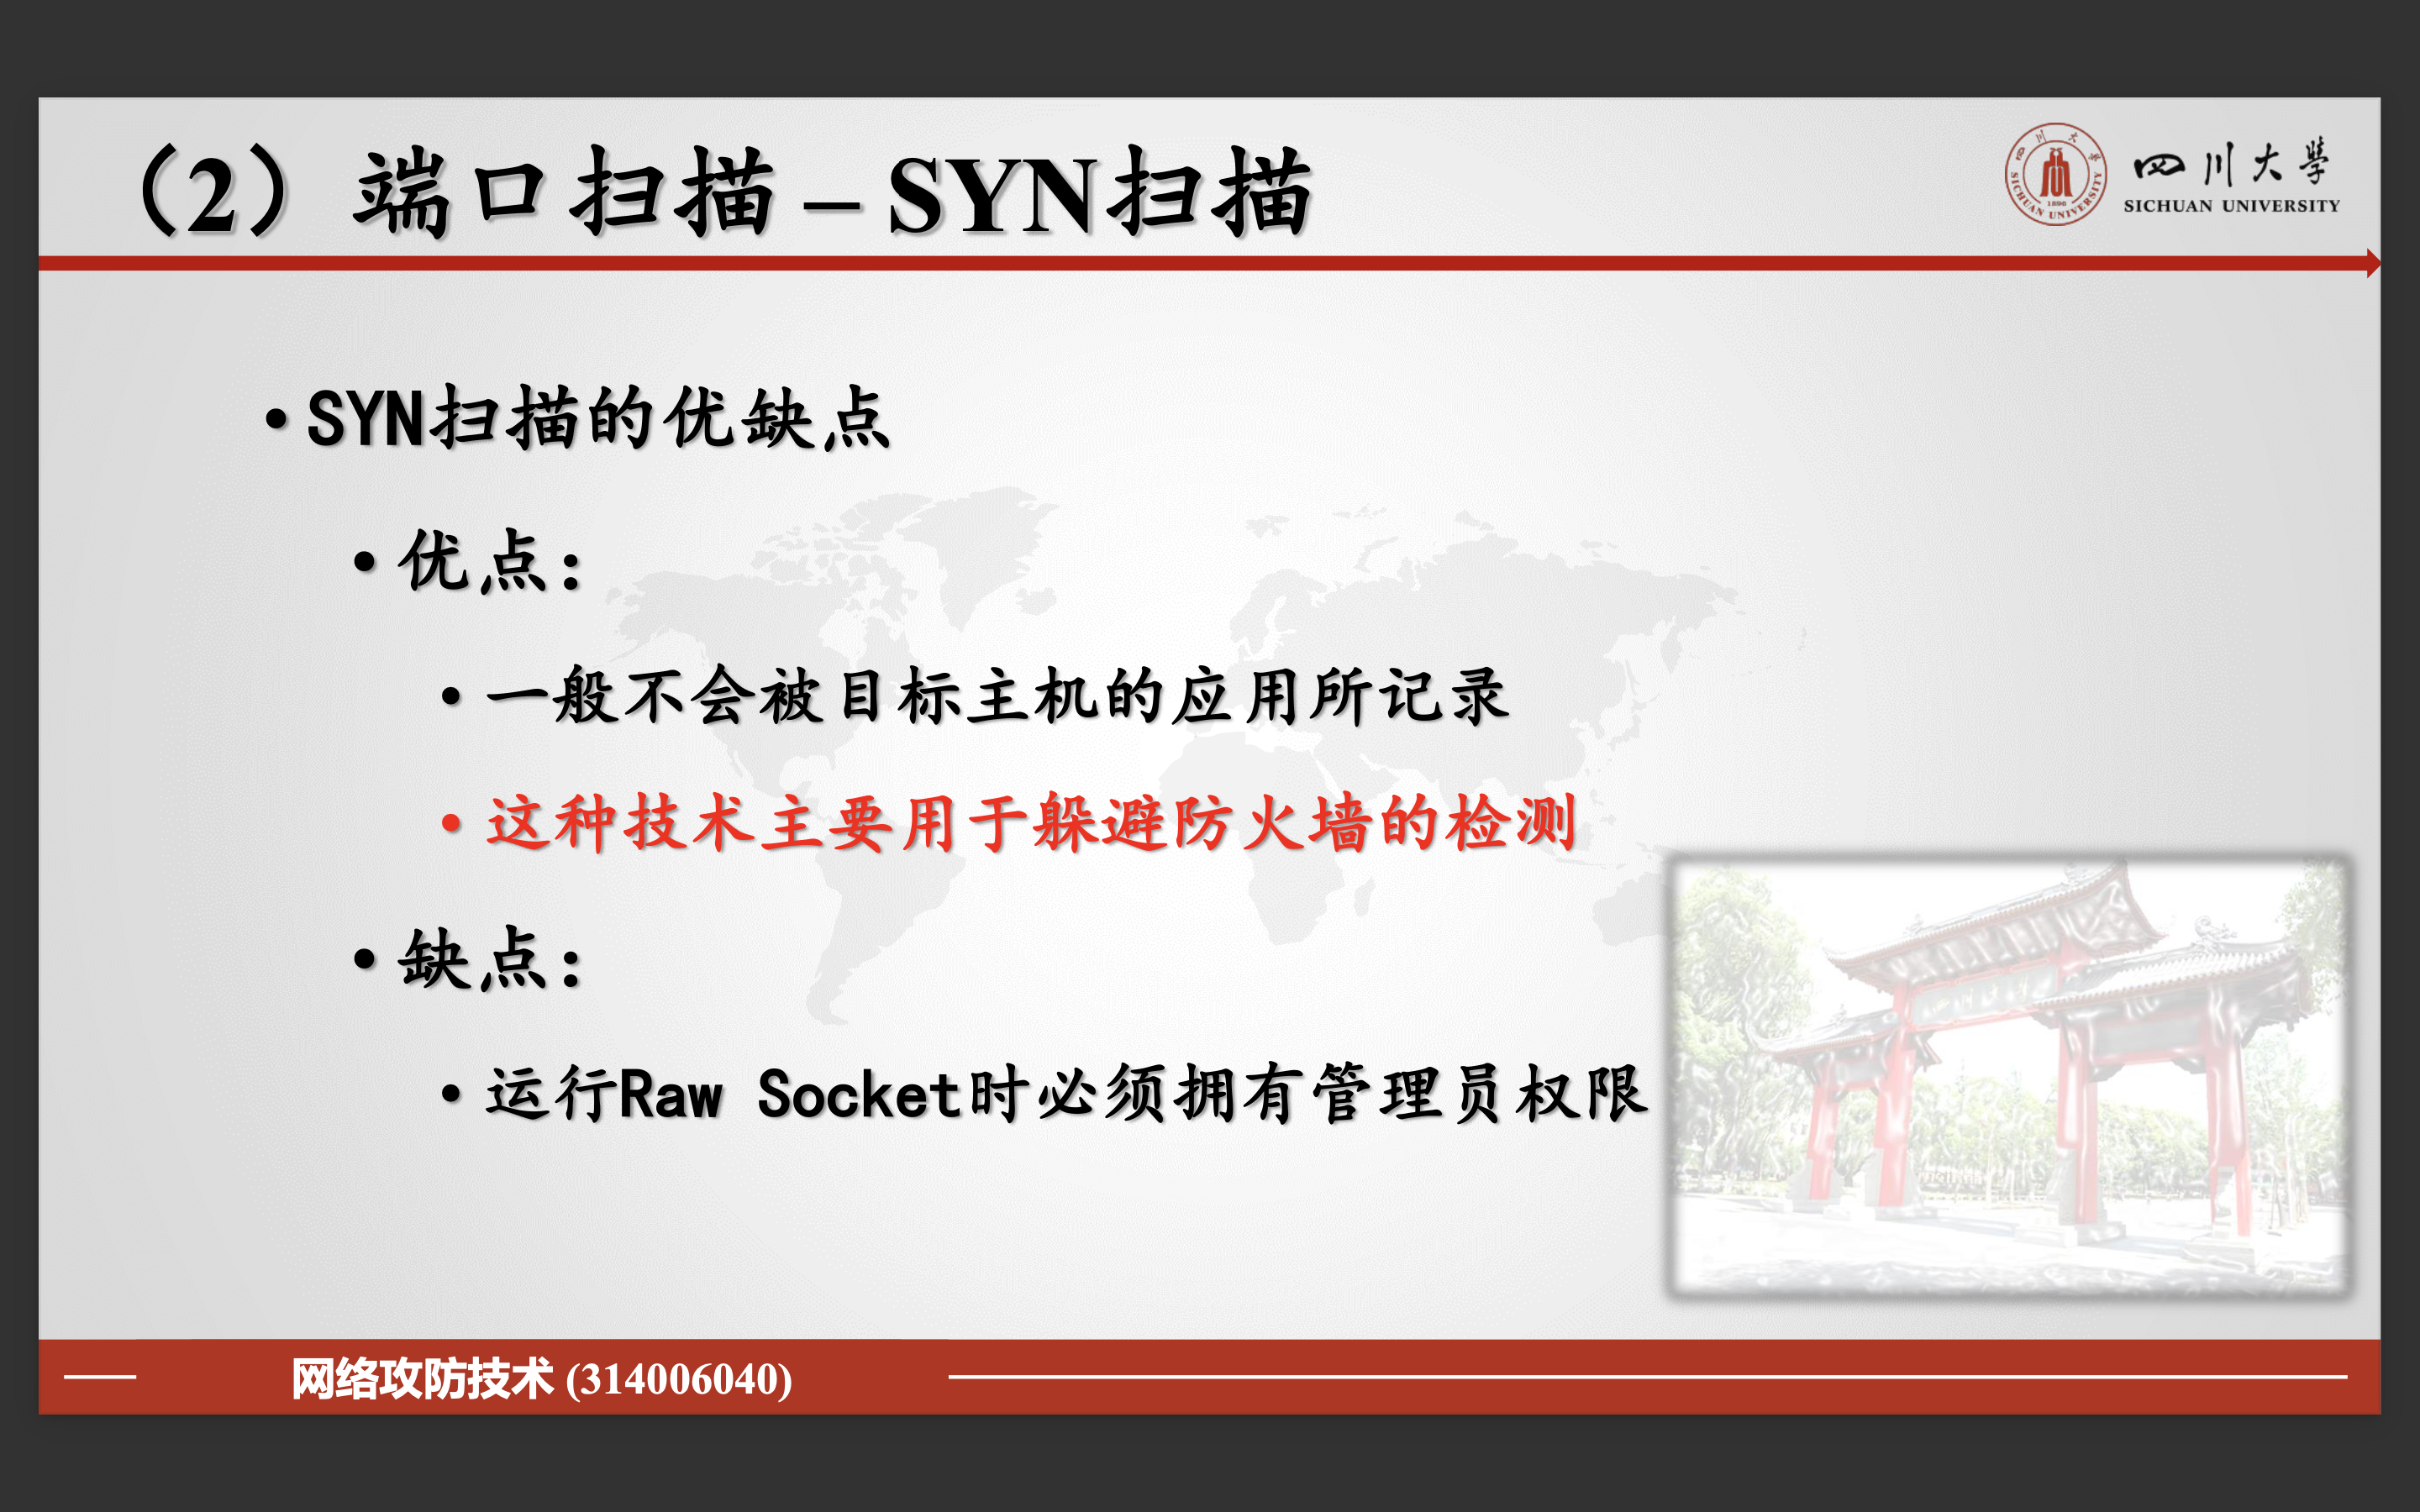 （2）端口扫描 – SYN扫描
四川大学
SICHUAN UNIVERSITY
1896
SICHUAN UNIVERSITY
• SYN扫描的优缺点
• 优点：
• 一般不会被目标主机的应用所记录
• 这种技术主要用于躲避防火墙的检测
• 缺点：
• 运行Raw Socket时必须拥有管理员权限
网络攻防技术 (314006040)